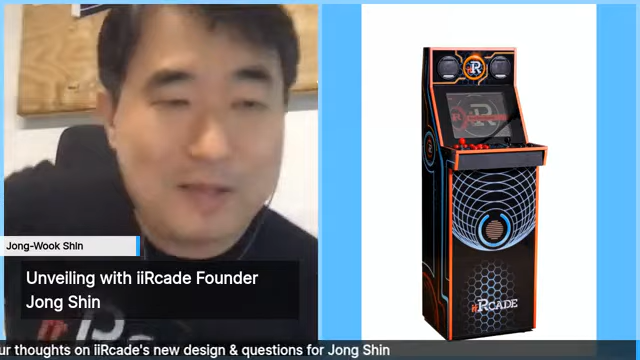 Jong-Wook Shin
Unveiling with iiRcade Founder
Jong Shin
ur thoughts on iiRcade's new design & questions for Jong Shin
R
iiRCADE